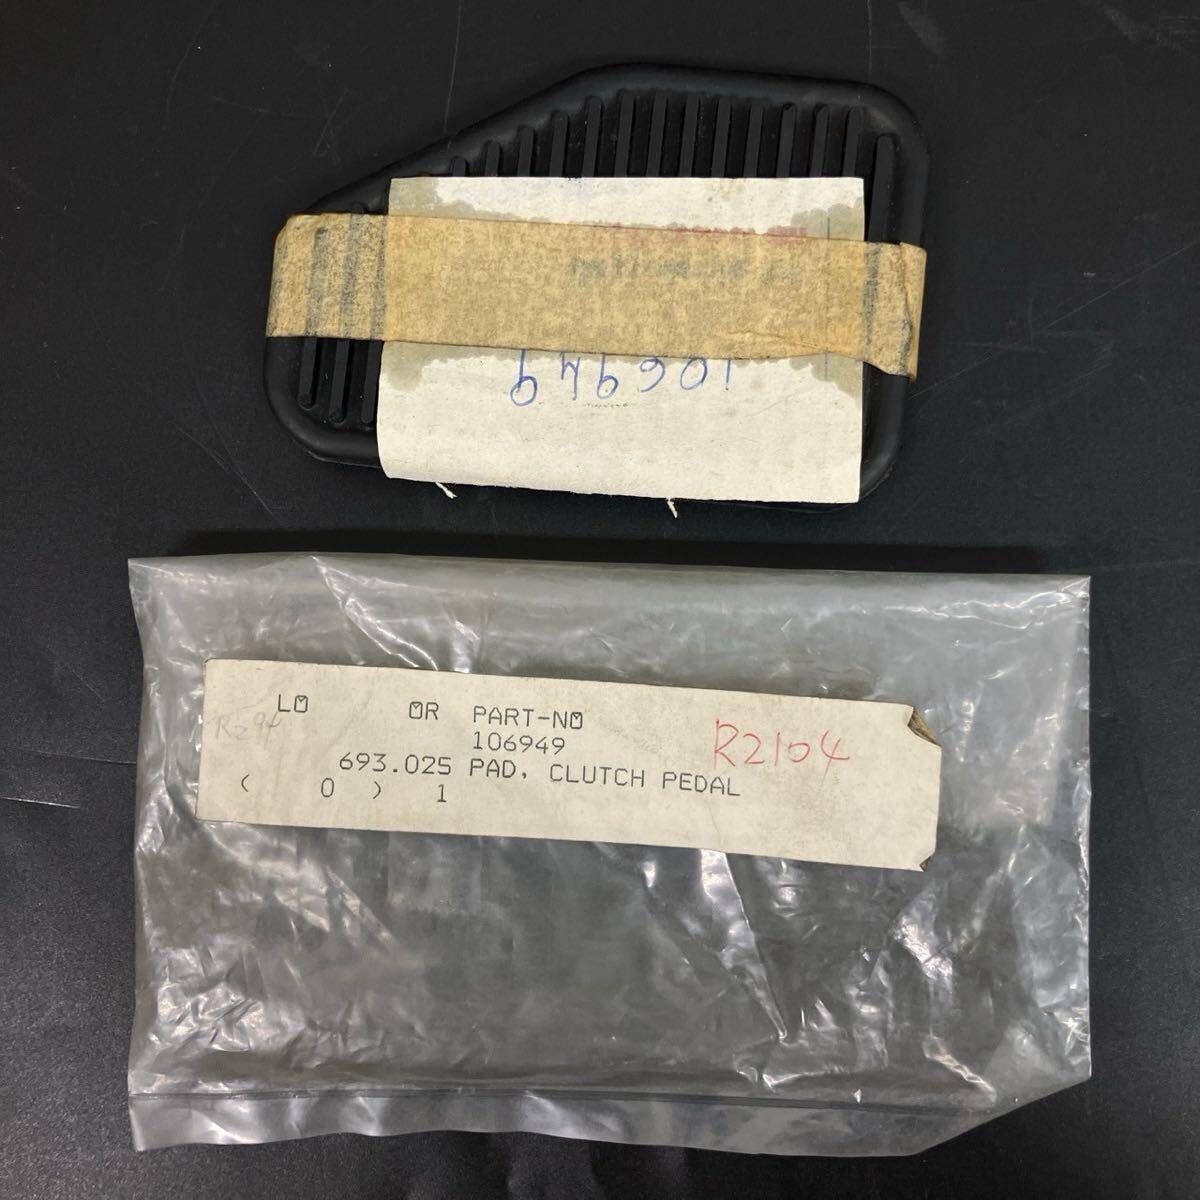 106949
LO OR PART-NO
R294
106949
R2104
693.025 PAD, CLUTCH PEDAL
( 0 ) 1